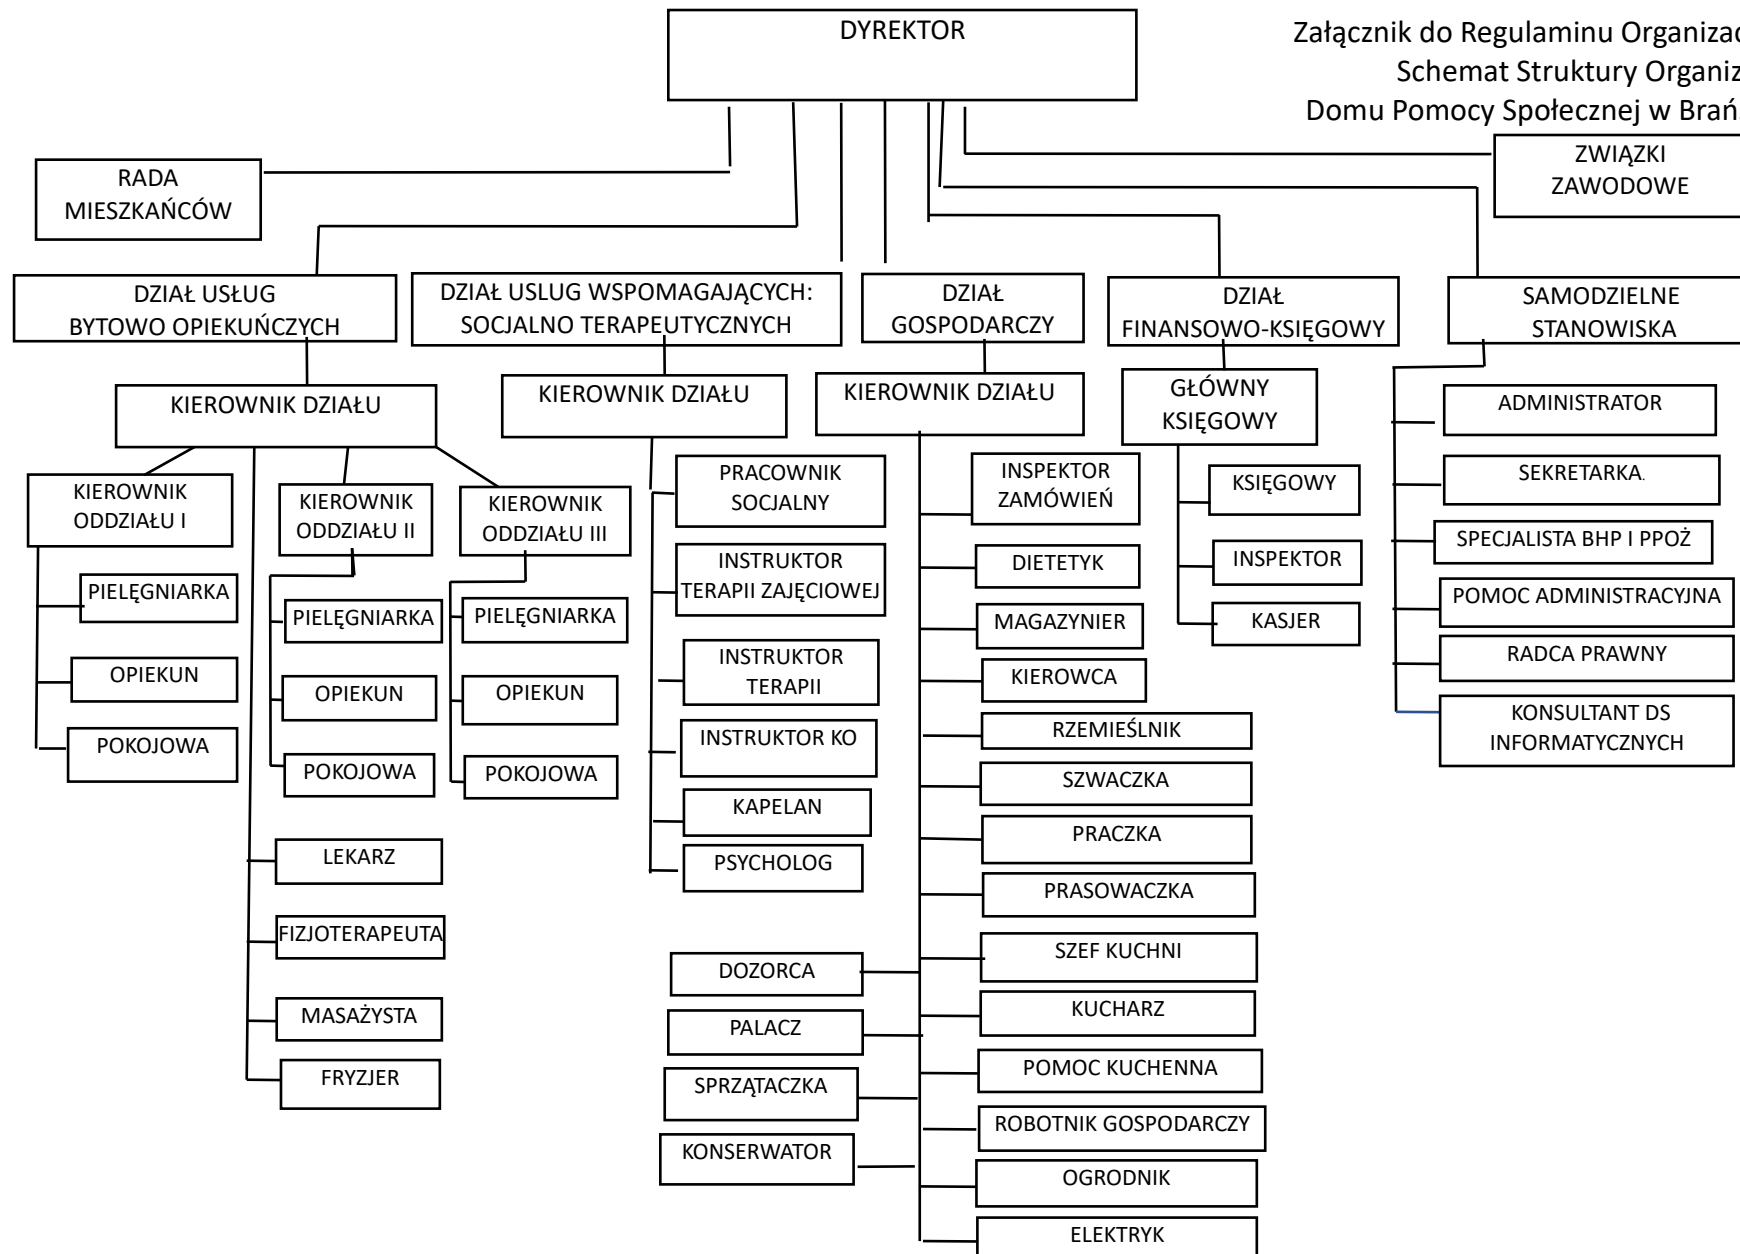 DYREKTOR
Załącznik do Regulaminu
Schemat Struktury
Domu Pomocy Społecznej w
RADA
MIESZKAŃCÓW
ZWIĄZKI
ZAWODOWE
DZIAŁ USŁUG
BYTOWO OPIEKUŃCZYCH
DZIAŁ USLUG WSPOMAGAJĄCYCH:
SOCJALNO TERAPEUTYCZNYCH
DZIAŁ
GOSPODARCZY
DZIAŁ
FINANSOWO-KSIĘGOWY
SAMODZIELNE
STANOWISKA
KIEROWNIK DZIAŁU
KIEROWNIK DZIAŁU
KIEROWNIK DZIAŁU
GŁÓWNY
KSIĘGOWY
KIEROWNIK
ODDZIAŁU I
PIELĘGNIARKA
OPIEKUN
POKOJOWA
KIEROWNIK
ODDZIAŁU II
PIELĘGNIARKA
OPIEKUN
POKOJOWA
KIEROWNIK
ODDZIAŁU III
PIELĘGNIARKA
OPIEKUN
POKOJOWA
LEKARZ
FIZJOTERAPEUTA
MASAŻYSTA
FRYZJER
PRACOWNIK
SOCJALNY
INSTRUKTOR
TERAPII ZAJĘCIOWEJ
INSTRUKTOR
TERAPII
INSTRUKTOR KO
KAPELAN
PSYCHOLOG
INSPEKTOR
ZAMÓWIEŃ
DIETETYK
MAGAZYNIER
KIEROWCA
RZEMIEŚLNIK
SZWACZKA
PRACZKA
PRASOWACZKA
SZEF KUCHNI
KUCHARZ
POMOC KUCHENNA
ROBOTNIK GOSPODARCZY
OGRODNIK
ELEKTRYK
DOZORCA
PALACZ
SPRZĄTACZKA
KONSERWATOR
KSIĘGOWY
INSPEKTOR
KASJER
ADMINISTRATOR
SEKRETARKA.
SPECJALISTA BHP I PPOŻ
POMOC ADMINISTRACYJNA
RADCA PRAWNY
KONSULTANT DS
INFORMATYCZNYCH